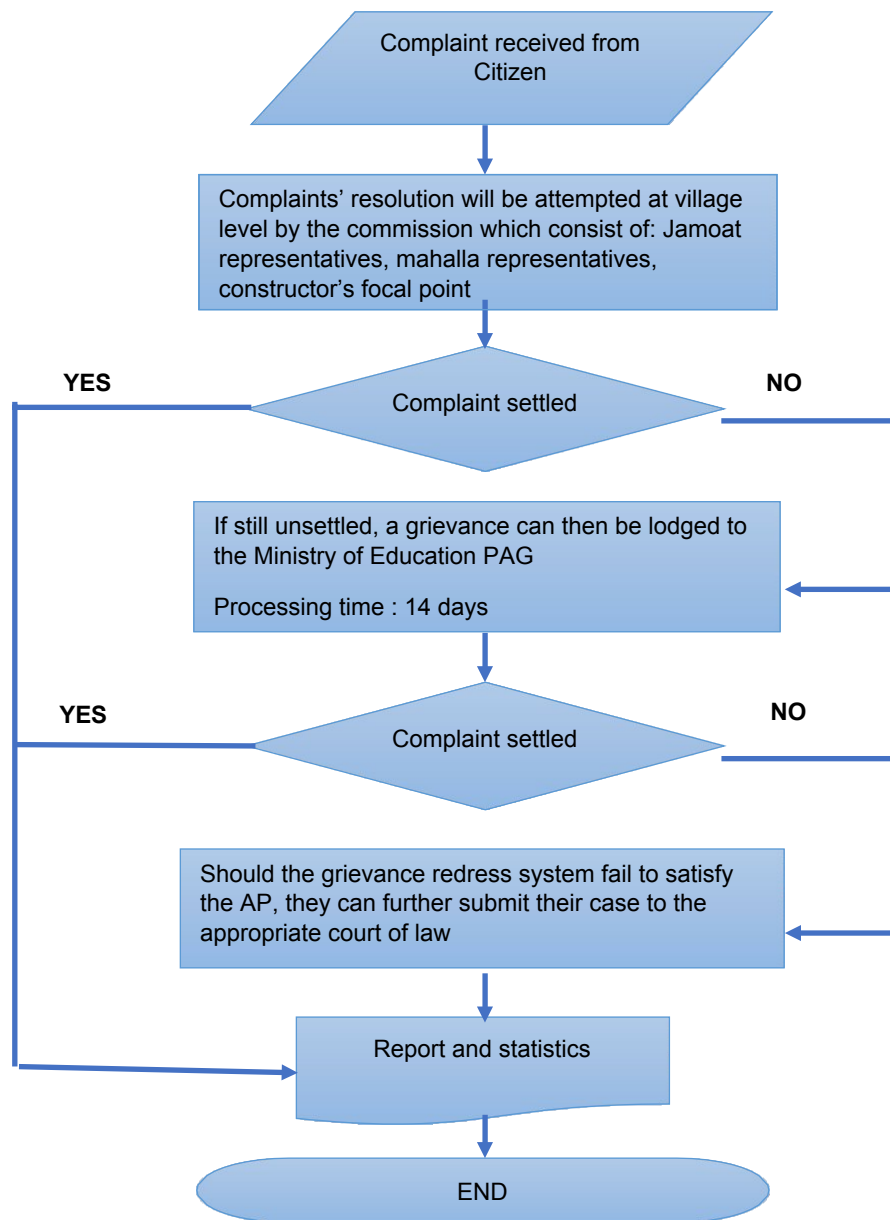 Complaint received from
Citizen
Complaints’ resolution will be attempted at village
level by the commission which consist of: Jamoat
representatives, mahalla representatives,
constructor’s focal point
YES
NO
Complaint settled
If still unsettled, a grievance can then be lodged to
the Ministry of Education PAG
Processing time : 14 days
YES
NO
Complaint settled
Should the grievance redress system fail to satisfy
the AP, they can further submit their case to the
appropriate court of law
Report and statistics
END